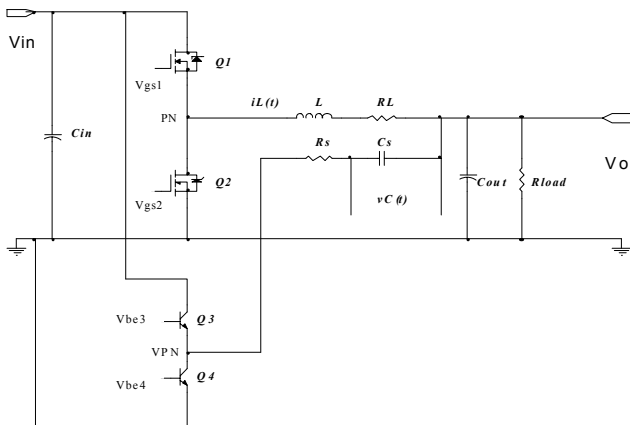 Vin
Q1
Vgs1
PN
iL(t)
L
RL
Rs
Cs
Cin
Q2
Vgs2
vC(t)
Cout
Rload
Vo
Vbe3
Q3
VPN
Vbe4
Q4